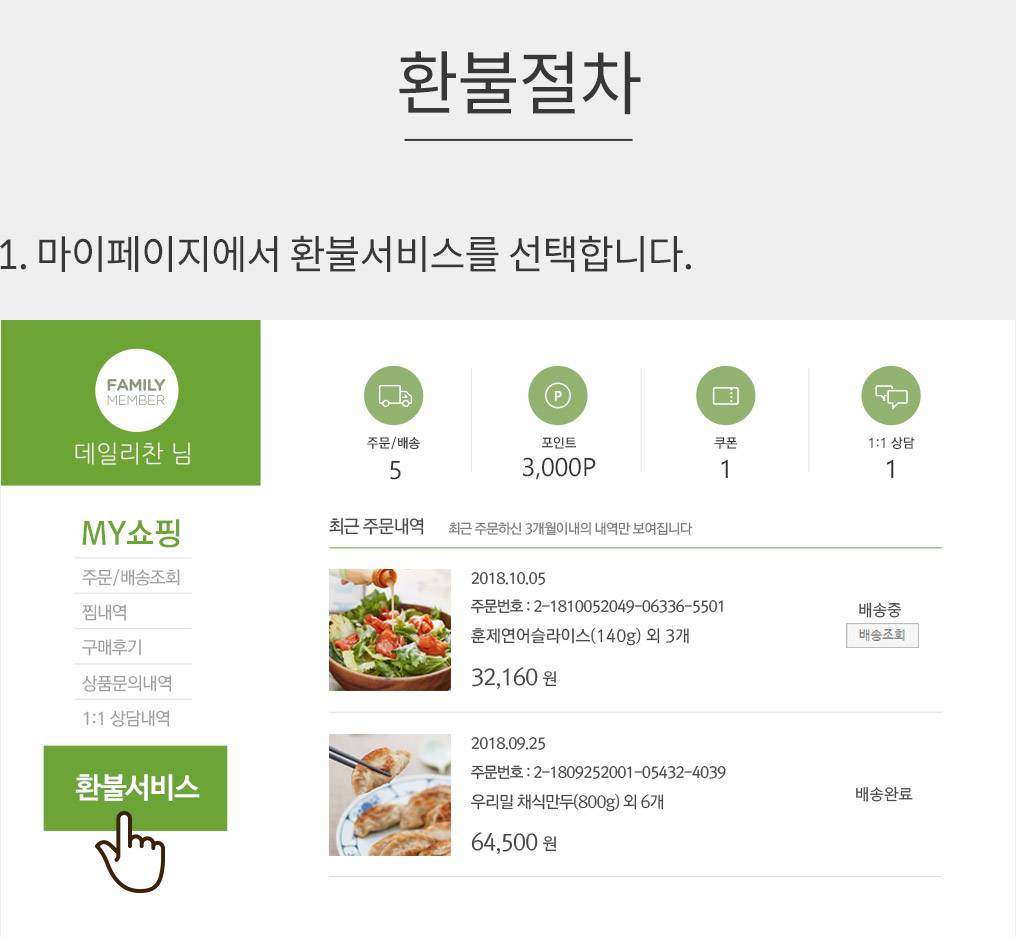 환불절차
1. 마이페이지에서 환불서비스를 선택합니다.
FAMILY
MEMBER
데일리찬 님
주문/배송
5
포인트
3,000P
쿠폰
1
1:1 상담
1
MY쇼핑
주문/배송조회
찜내역
구매후기
상품문의내역
1:1 상담내역
환불서비스
최근 주문내역 최근 주문하신 3개월이내의 내역만 보여집니다
2018.10.05
주문번호 : 2-1810052049-06336-5501
훈제연어슬라이스(140g) 외 3개
32,160 원
배송중
배송조회
2018.09.25
주문번호 : 2-1809252001-05432-4039
우리밀 채식만두(800g) 외 6개
64,500 원
배송완료